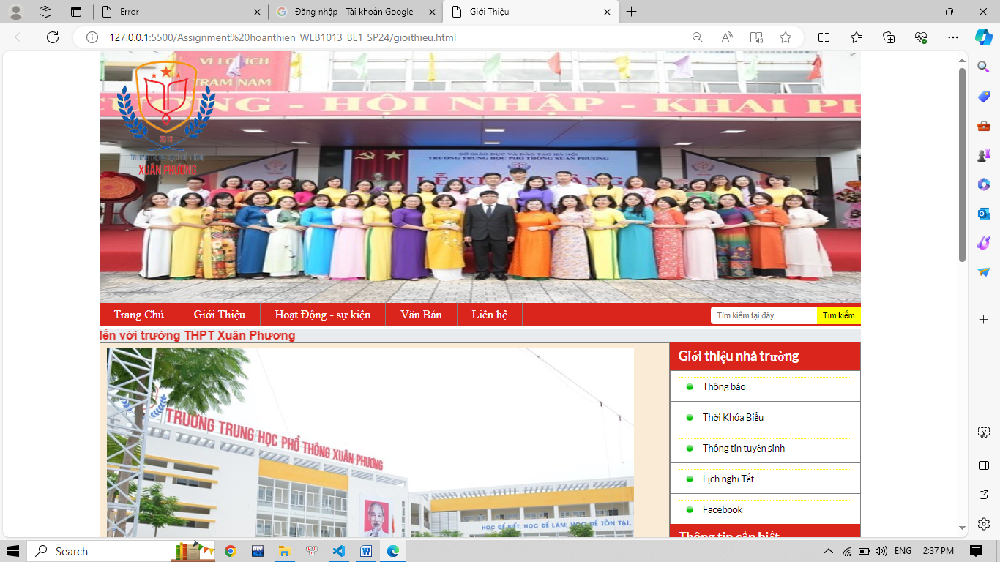 Error
Đăng nhập - Tài khoản Google
Giới Thiệu
127.0.0.1:5500/Assignment%20hoanthien_WEB1013_BL1_SP24/gioithieu.html
VÌ LỢI ÍCH
TRĂM NĂM
NG - HỘI NHẬP - KHAI PH
2019
XUÂN PHƯƠNG
SỞ GIÁO DỤC VÀ ĐÀO TẠO HÀ NỘI
TRƯỜNG TRUNG HỌC PHỔ THÔNG XUÂN PHƯƠNG
LỄ KHAI GIẢNG
Trang Chủ
Giới Thiệu
Hoạt Động - sự kiện
Văn Bản
Liên hệ
Tìm kiếm tại đây..
Tìm kiếm
đến với trường THPT Xuân Phương
TRƯỜNG TRUNG HỌC PHỔ THÔNG XUÂN PHƯƠNG
HỌC ĐỂ BIẾT; HỌC ĐỂ LÀM; HỌC ĐỂ TỒN TẠI;
Giới thiệu nhà trường
Thông báo
Thời Khóa Biểu
Thông tin tuyển sinh
Lịch nghỉ Tết
Facebook
Thông tin cần biết
Search
ENG
2:37 PM